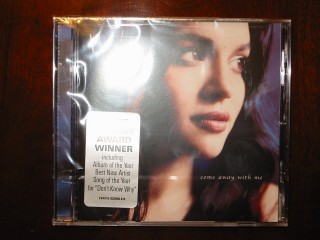 AWARD
WINNER
including
Album of the Year
Best New Artist
Song of the Year
for "Don't Know Why"
come away with me